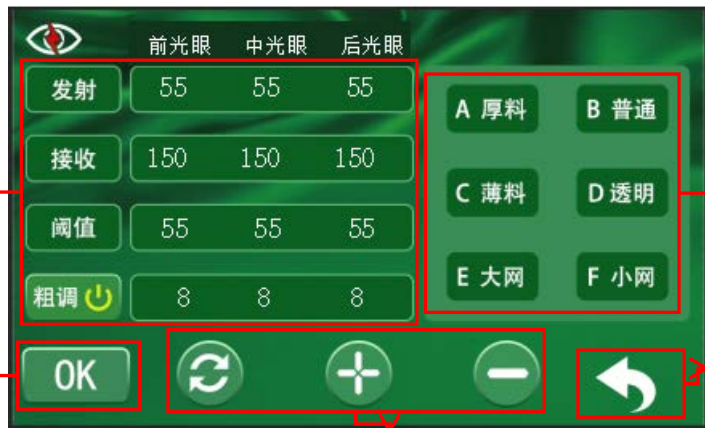 前光眼 中光眼 后光眼
发射 55 55 55
接收 150 150 150
阈值 55 55 55
粗调 8 8 8
A 厚料 B 普通
C 薄料 D 透明
E 大网 F 小网
OK